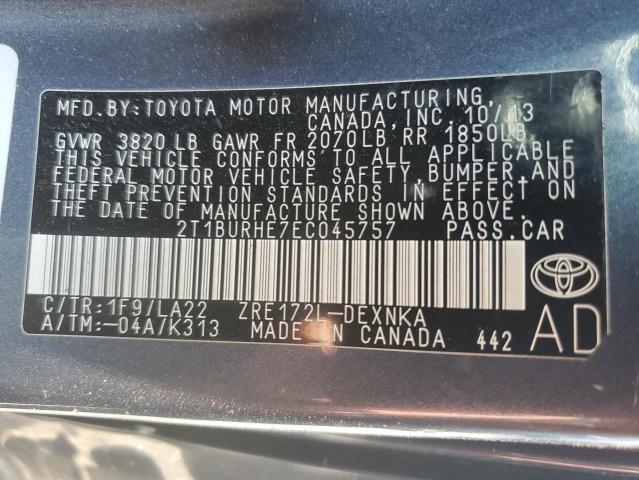 MFD.BY:TOYOTA MOTOR MANUFACTURING,
CANADA, INC. 10/13
GVWR 3820 LB GAWR FR 2070LB, RR 1850LB
THIS VEHICLE CONFORMS TO ALL APPLICABLE
FEDERAL MOTOR VEHICLE SAFETY, BUMPER, AND
THEFT PREVENTION STANDARDS IN EFFECT ON
THE DATE OF MANUFACTURE SHOWN ABOVE.
2T1BURHE7EC045757 PASS.CAR
C/TR:1F9/LA22 ZRE172L-DEXNKA
A/TM:-04A/K313 MADE IN CANADA 442
AD